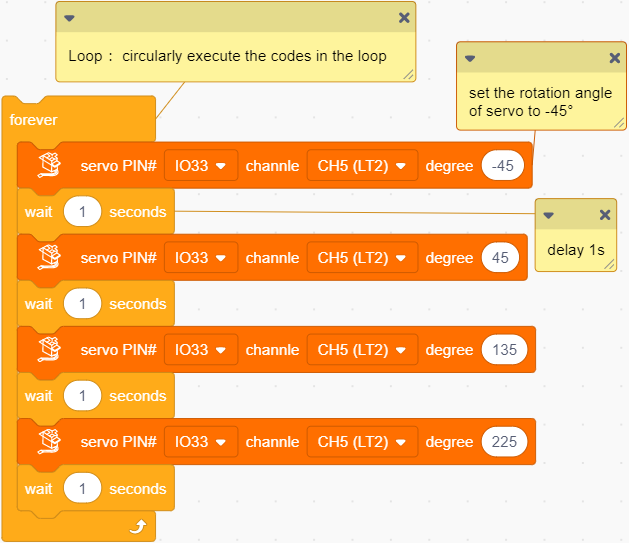 Loop： circularly execute the codes in the loop
set the rotation angle
of servo to -45°
forever
servo PIN# IO33 channle CH5 (LT2) degree -45
wait 1 seconds
delay 1s
servo PIN# IO33 channle CH5 (LT2) degree 45
wait 1 seconds
servo PIN# IO33 channle CH5 (LT2) degree 135
wait 1 seconds
servo PIN# IO33 channle CH5 (LT2) degree 225
wait 1 seconds